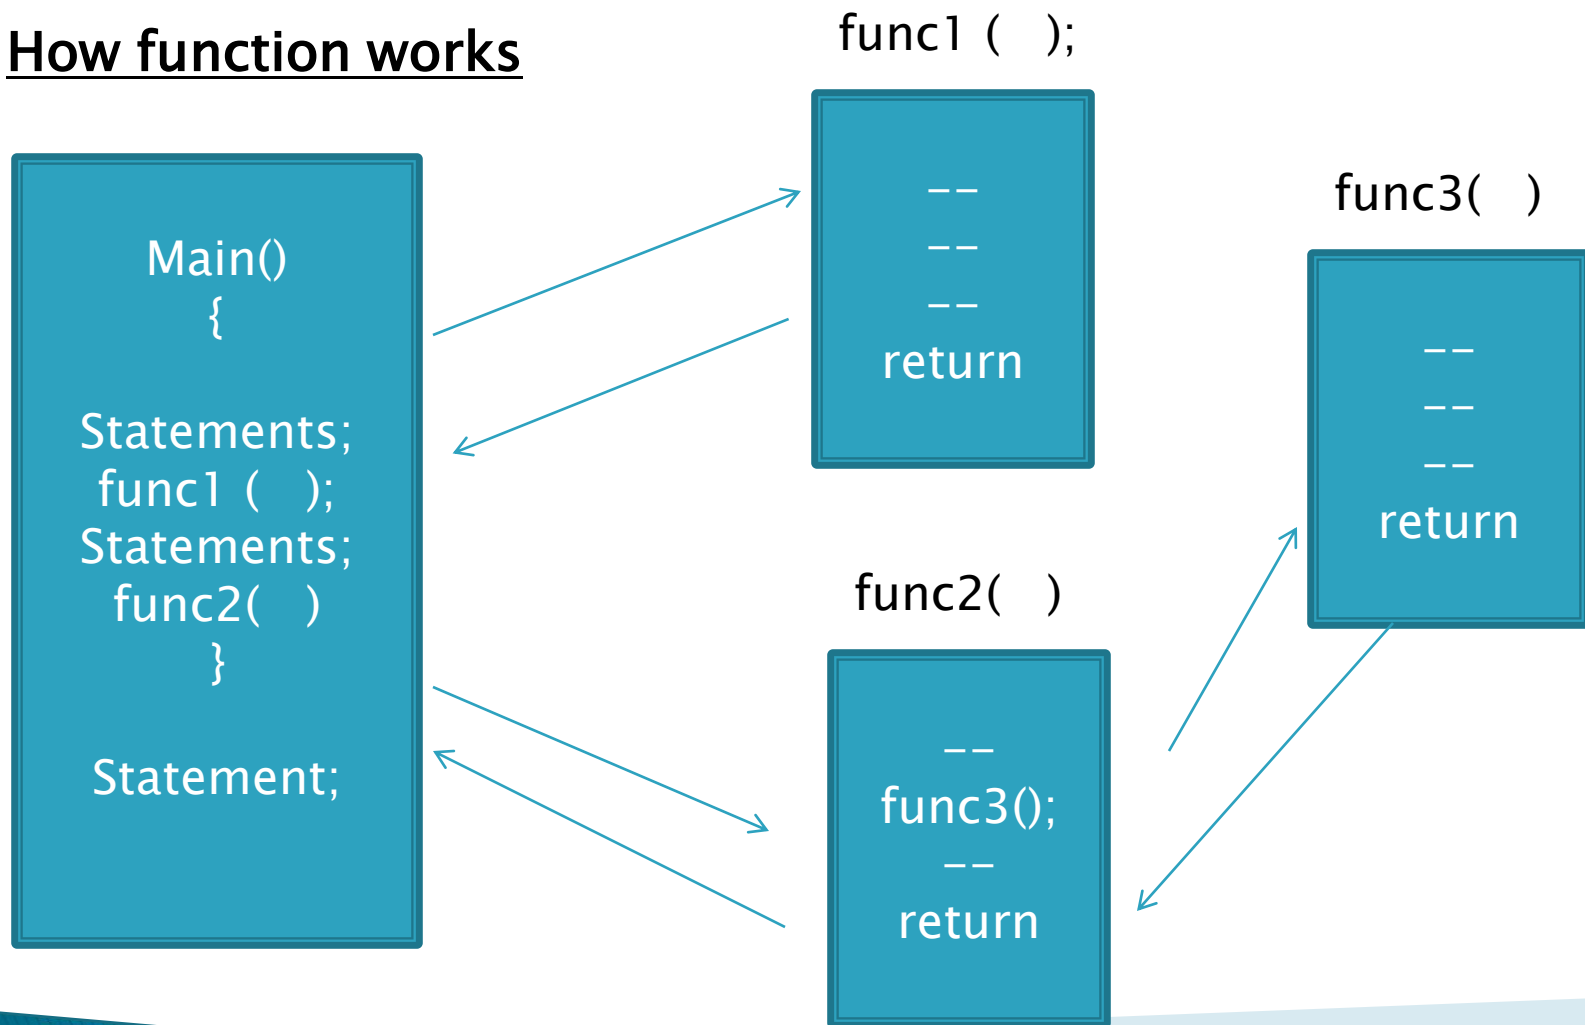 How function works
Main()
{
Statements;
func1 (   );
Statements;
func2(   )
}
Statement;
func1 (   );
--
--
--
return
func2(   )
--
func3();
--
return
func3(   )
--
--
--
return